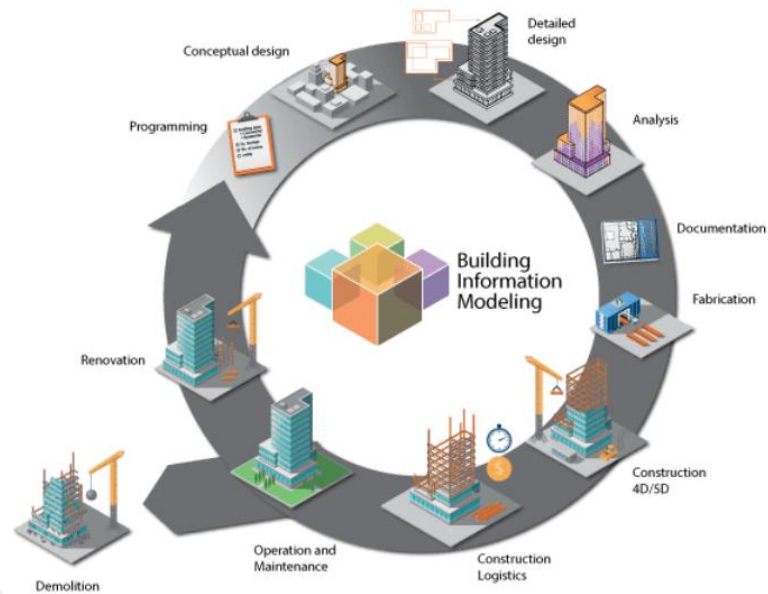 Detailed
design
Conceptual design
Programming
Analysis
Documentation
Building
Information
Modeling
Fabrication
Renovation
Construction
4D/5D
Operation and
Maintenance
Construction
Logistics
Demolition